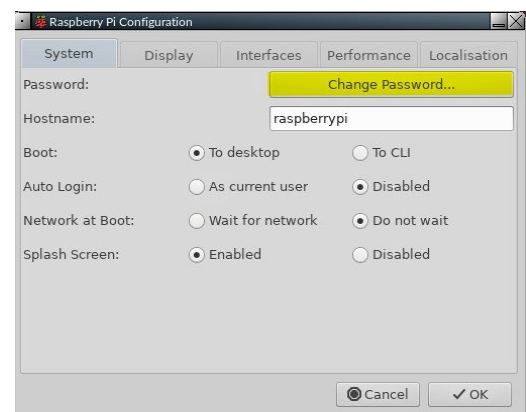 Raspberry Pi Configuration
System Display Interfaces Performance Localisation
Password: Change Password...
Hostname: raspberrypi
Boot: To desktop To CLI
Auto Login: As current user Disabled
Network at Boot: Wait for network Do not wait
Splash Screen: Enabled Disabled
Cancel OK